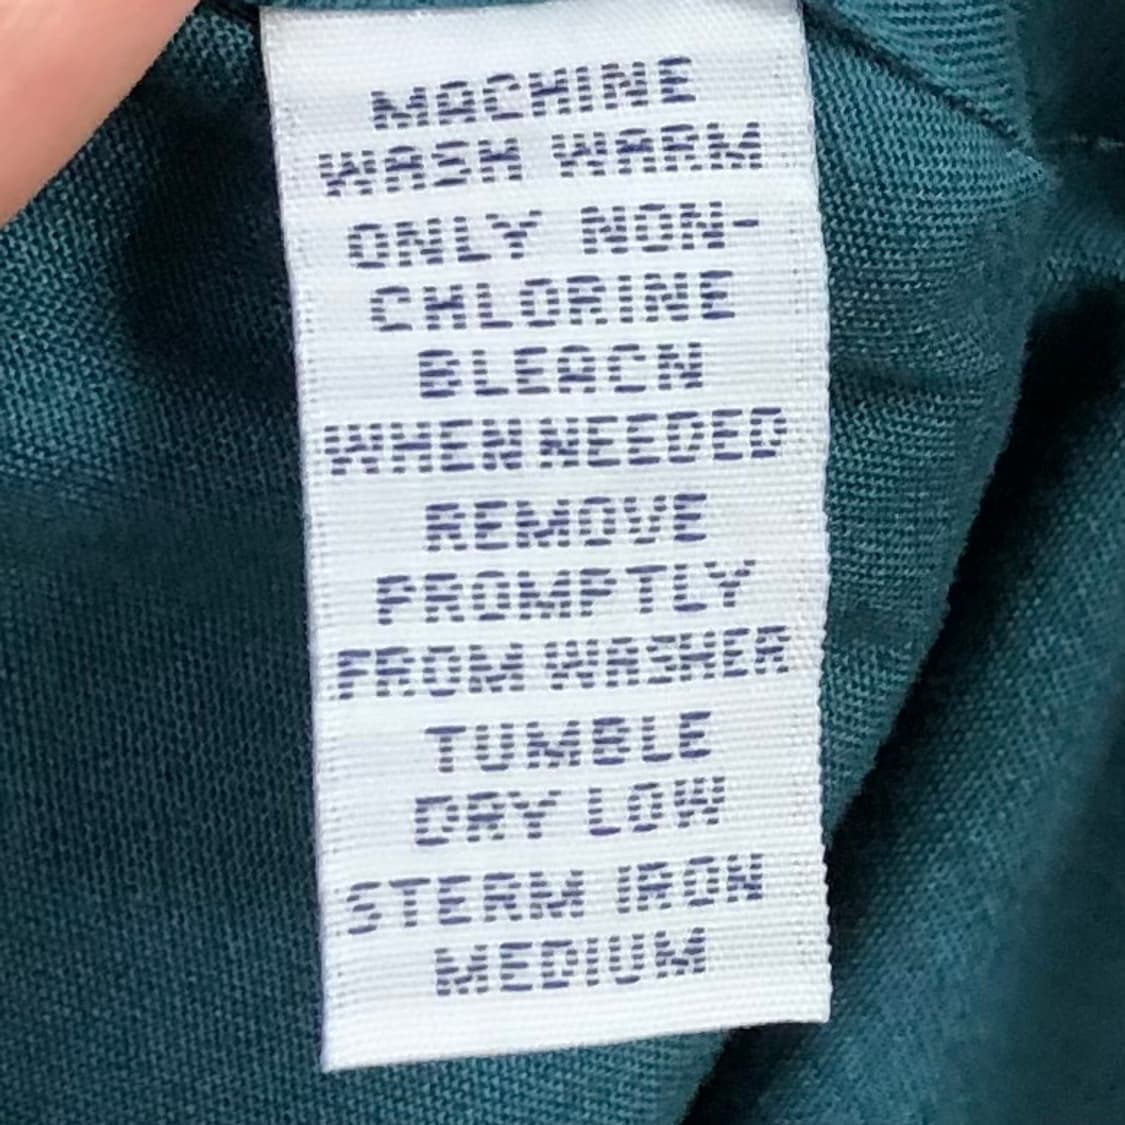 MACHINE
WASH WARM
ONLY NON-
CHLORINE
BLEACN
WHEN NEEDED
REMOVE
PROMPTLY
FROM WASHER
TUMBLE
DRY LOW
STERM IRON
MEDIUM